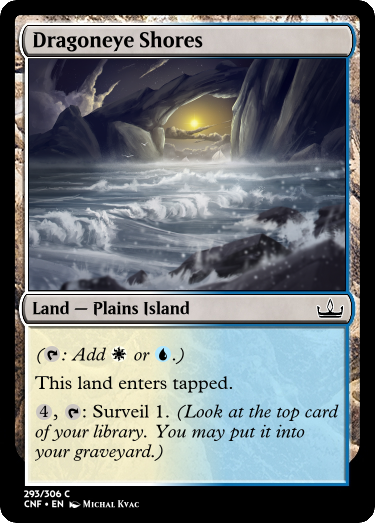 Dragoneye Shores
Land — Plains Island
(: Add or .)
This land enters tapped.
4, : Surveil 1. (Look at the top card
of your library. You may put it into
your graveyard.)
293/306 C
CNF • EN Michal Kvac